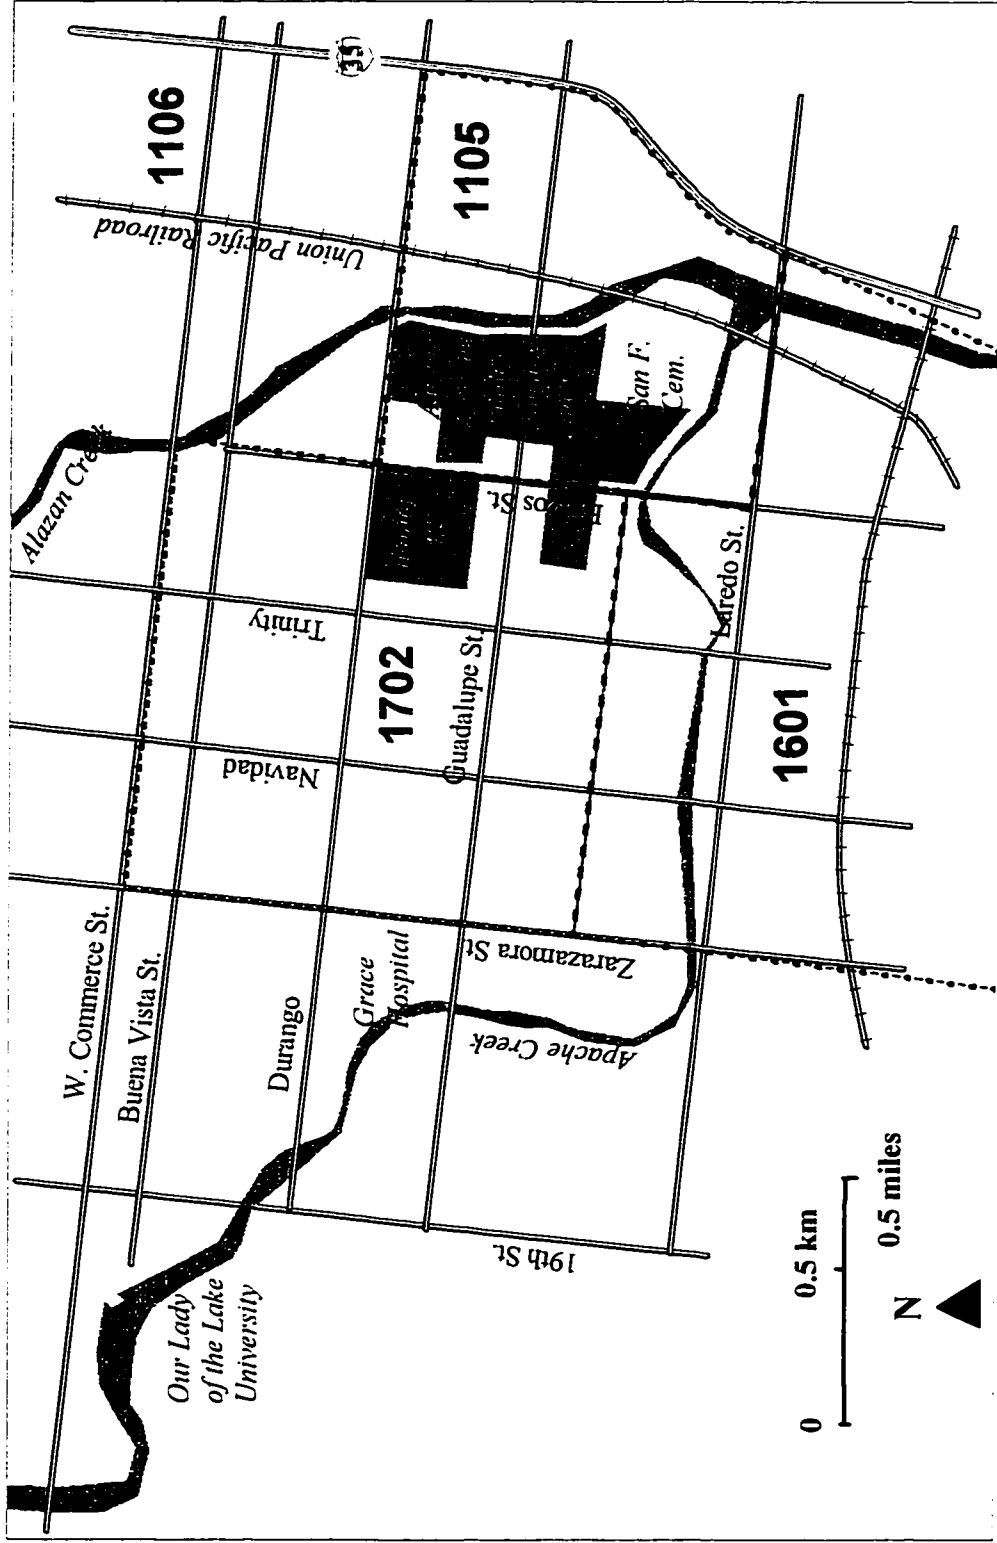 Our Lady
of the Lake
University
W. Commerce St.
Buena Vista St.
Durango
19th St.
Grace
Hospital
Apache Creek
Zarazamora St.
Navidad
Trinity
Guadalupe St.
Laredo St.
Alazan Creek
San F.
Cem.
Union Pacific Railroad
35
1106
1105
1702
1601
0
0.5 km
0.5 miles
N